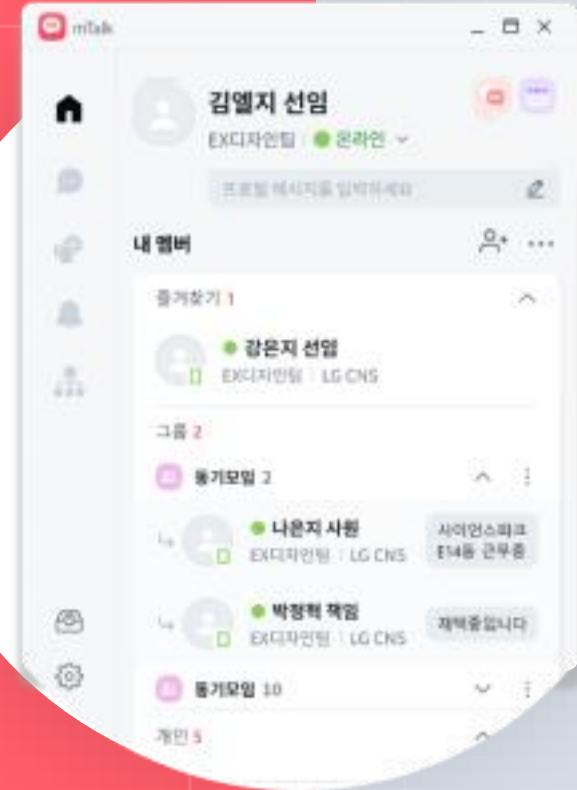 mTalk
김엘지 선임
EX디자인팀 온라인
프로필 메시지를 입력하세요
내 멤버
즐겨찾기 1
강은지 선임
EX디자인팀 LG CNS
그룹 2
동기모임 2
나은지 사원
EX디자인팀 LG CNS
사이언스파크
E14동 근무중
박정혁 책임
EX디자인팀 LG CNS
재택중입니다
동기모임 10
개인 5